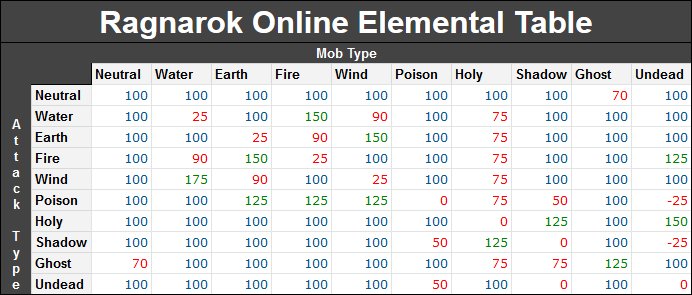 Ragnarok Online Elemental Table
Mob Type
Neutral Water Earth Fire Wind Poison Holy Shadow Ghost Undead
Attack Type
Neutral 100 100 100 100 100 100 100 100 70 100
Water 100 25 100 150 90 100 75 100 100 100
Earth 100 100 25 90 150 100 75 100 100 100
Fire 100 90 150 25 100 100 75 100 100 125
Wind 100 175 90 100 25 100 75 100 100 100
Poison 100 100 125 125 125 0 75 50 100 -25
Holy 100 100 100 100 100 100 0 125 100 150
Shadow 100 100 100 100 100 50 125 0 100 -25
Ghost 70 100 100 100 100 100 75 75 125 100
Undead 100 100 100 100 100 50 100 0 100 0